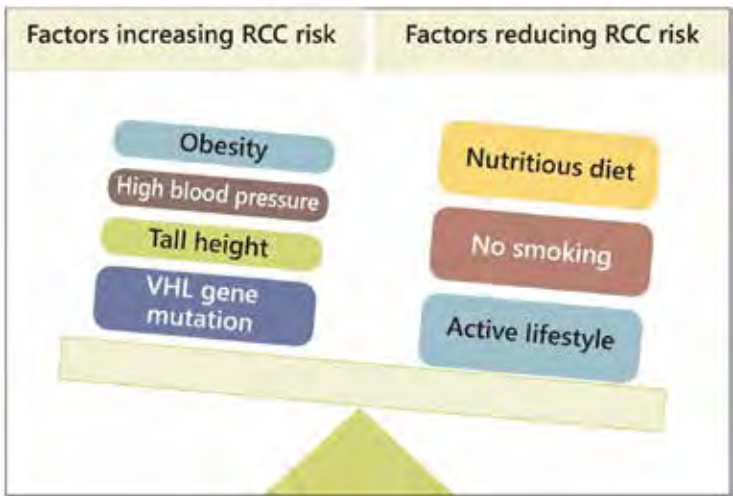 Factors increasing RCC risk
Factors reducing RCC risk
Obesity
High blood pressure
Tall height
VHL gene
mutation
Nutritious diet
No smoking
Active lifestyle